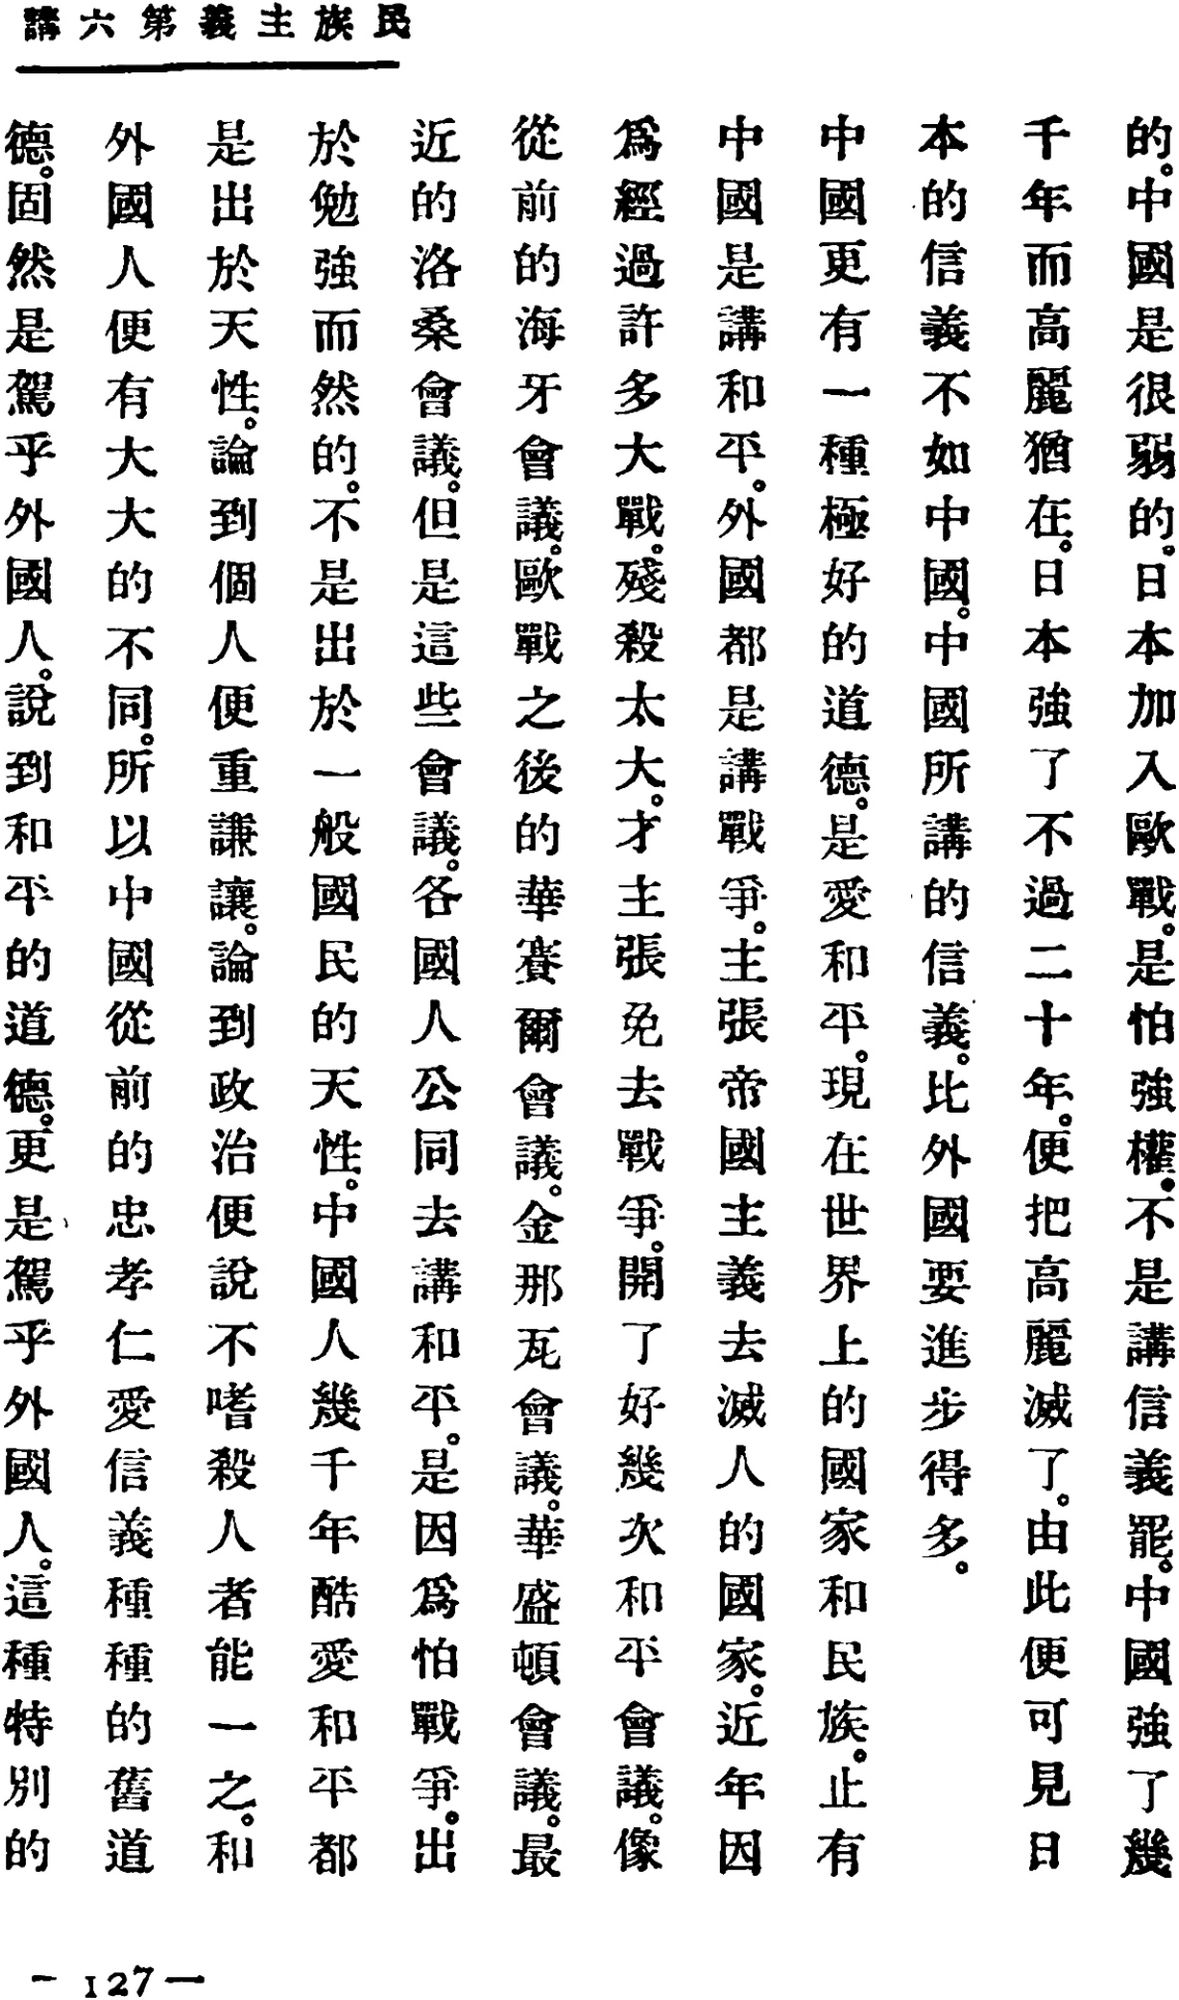 民族主義第六講
的。中國是很弱的。日本加入歐戰。是怕強權。不是講信義罷。中國強了幾
千年而高麗猶在。日本強了不過二十年。便把高麗滅了。由此便可見日
本的信義不如中國。中國所講的信義。比外國要進步得多。
中國更有一種極好的道德。是愛和平。現在世界上的國家和民族。止有
中國是講和平。外國都是講戰爭。主張帝國主義去滅人的國家。近年因
爲經過許多大戰。殘殺太大。才主張免去戰爭。開了好幾次和平會議。像
從前的海牙會議。歐戰之後的華賽爾會議。金那瓦會議。華盛頓會議。最
近的洛桑會議。但是這些會議。各國人公同去講和平。是因爲怕戰爭。出
於勉強而然的。不是出於一般國民的天性。中國人幾千年酷愛和平都
是出於天性。論到個人便重謙讓。論到政治便說不嗜殺人者能一之。和
外國人便有大大的不同。所以中國從前的忠孝仁愛信義種種的舊道
德。固然是駕乎外國人。說到和平的道德。更是駕乎外國人。這種特別的
- 127 —